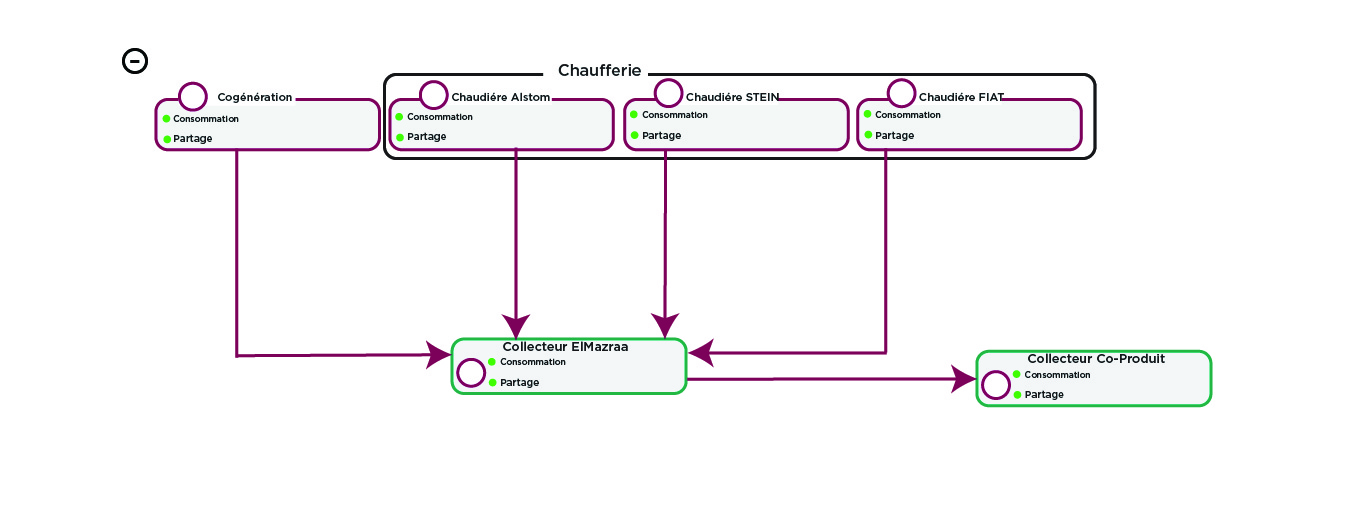 Chaufferie
Cogénération
Consommation
Partage
Chaudiére Alstom
Consommation
Partage
Chaudiére STEIN
Consommation
Partage
Chaudiére FIAT
Consommation
Partage
Collecteur ElMazraa
Consommation
Partage
Collecteur Co-Produit
Consommation
Partage